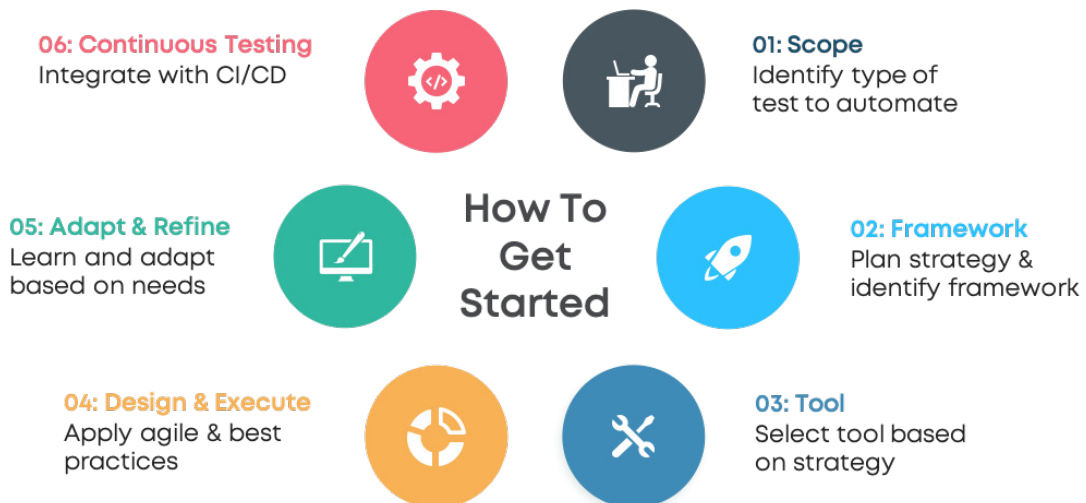 How To
Get
Started
01: Scope
Identify type of
test to automate
02: Framework
Plan strategy &
identify framework
03: Tool
Select tool based
on strategy
04: Design & Execute
Apply agile & best
practices
05: Adapt & Refine
Learn and adapt
based on needs
06: Continuous Testing
Integrate with CI/CD